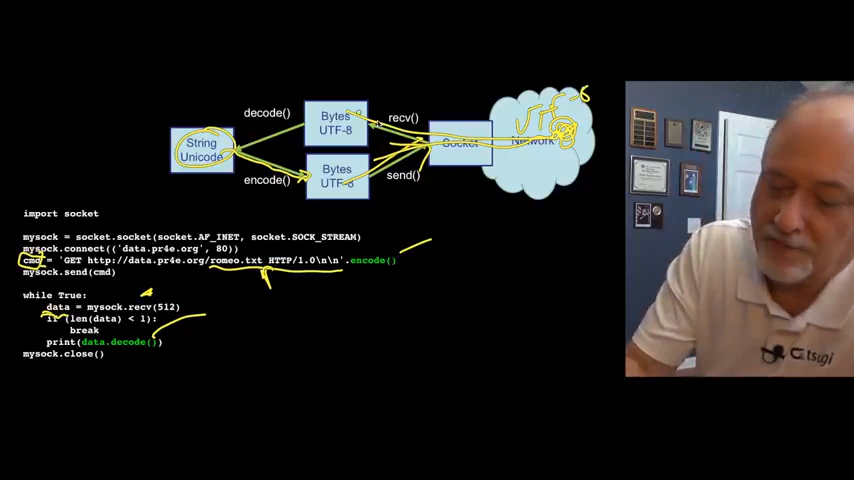 decode()
Bytes
UTF-8
recv()
UTF-8
String
Unicode
Socket
Network
encode()
Bytes
UTF-8
send()
import socket
mysock = socket.socket(socket.AF_INET, socket.SOCK_STREAM)
mysock.connect(('data.pr4e.org', 80))
cmd = 'GET http://data.pr4e.org/romeo.txt HTTP/1.0\n\n'.encode()
mysock.send(cmd)
while True:
data = mysock.recv(512)
if (len(data) < 1):
break
print(data.decode())
mysock.close()